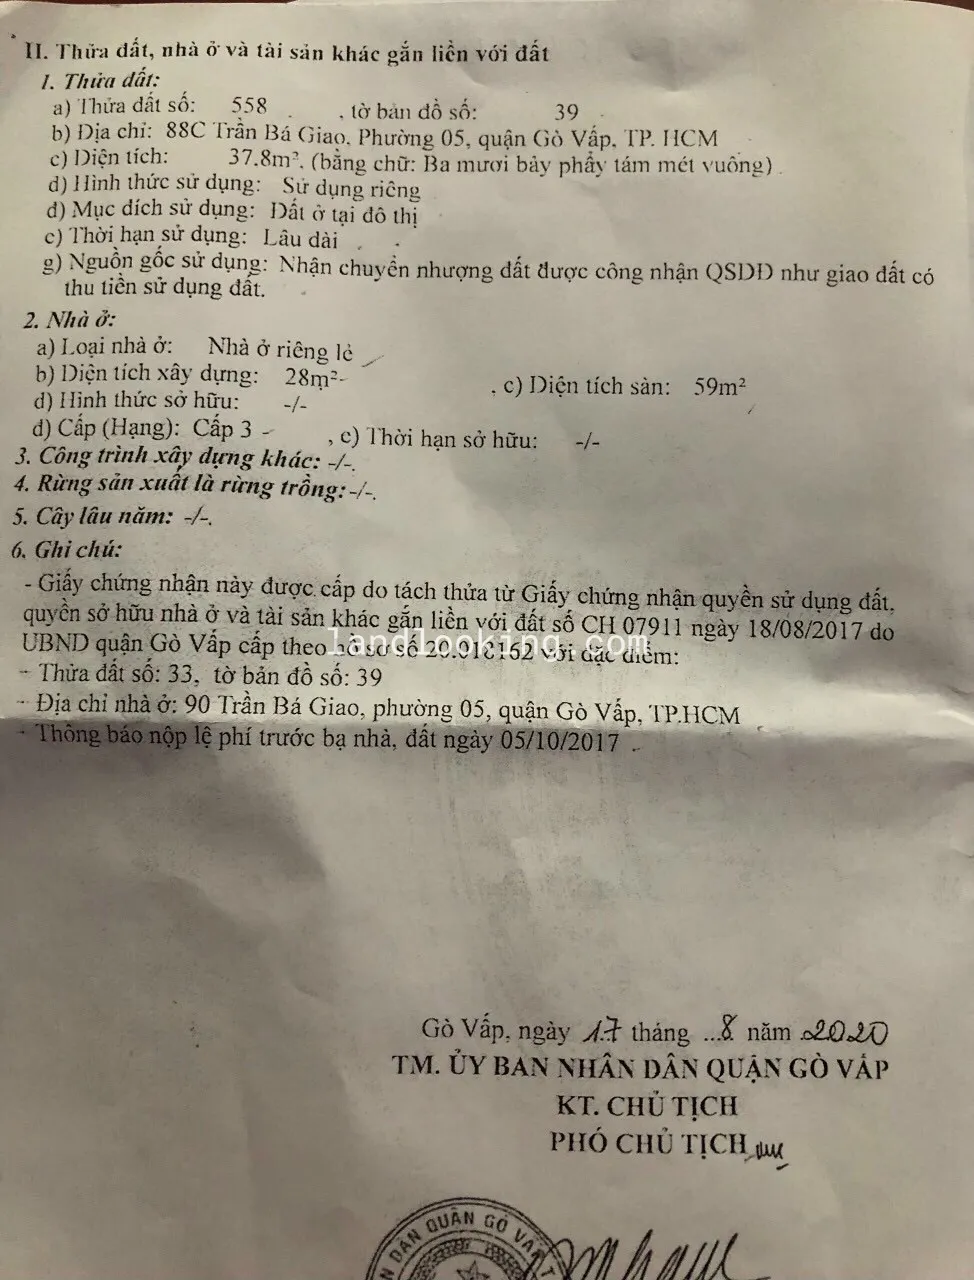 II. Thửa đất, nhà ở và tài sản khác gắn liền với đất
1. Thửa đất:
a) Thửa đất số: 558 , tờ bản đồ số: 39
b) Địa chỉ: 88C Trần Bá Giao, Phường 05, quận Gò Vấp, TP. HCM
c) Diện tích: 37.8m², (bằng chữ: Ba mươi bảy phẩy tám mét vuông)
d) Hình thức sử dụng: Sử dụng riêng
đ) Mục đích sử dụng: Đất ở tại đô thị
e) Thời hạn sử dụng: Lâu dài
g) Nguồn gốc sử dụng: Nhận chuyển nhượng đất được công nhận QSDĐ như giao đất có
thu tiền sử dụng đất.
2. Nhà ở:
a) Loại nhà ở: Nhà ở riêng lẻ
b) Diện tích xây dựng: 28m² , c) Diện tích sàn: 59m²
d) Hình thức sở hữu: -/-
đ) Cấp (Hạng): Cấp 3 , e) Thời hạn sở hữu: -/-
3. Công trình xây dựng khác: -/-.
4. Rừng sản xuất là rừng trồng: -/-.
5. Cây lâu năm: -/-.
6. Ghi chú:
- Giấy chứng nhận này được cấp do tách thửa từ Giấy chứng nhận quyền sử dụng đất,
quyền sở hữu nhà ở và tài sản khác gắn liền với đất số CH 07911 ngày 18/08/2017 do
UBND quận Gò Vấp cấp theo hồ sơ số với đặc điểm:
landlooking.com
- Thửa đất số: 33, tờ bản đồ số: 39
- Địa chỉ nhà ở: 90 Trần Bá Giao, phường 05, quận Gò Vấp, TP.HCM
- Thông báo nộp lệ phí trước bạ nhà, đất ngày 05/10/2017
Gò Vấp, ngày 17 tháng ...8 năm 2020
TM. ỦY BAN NHÂN DÂN QUẬN GÒ VẤP
KT. CHỦ TỊCH
PHÓ CHỦ TỊCH
DÂN QUẬN GÒ VẤP